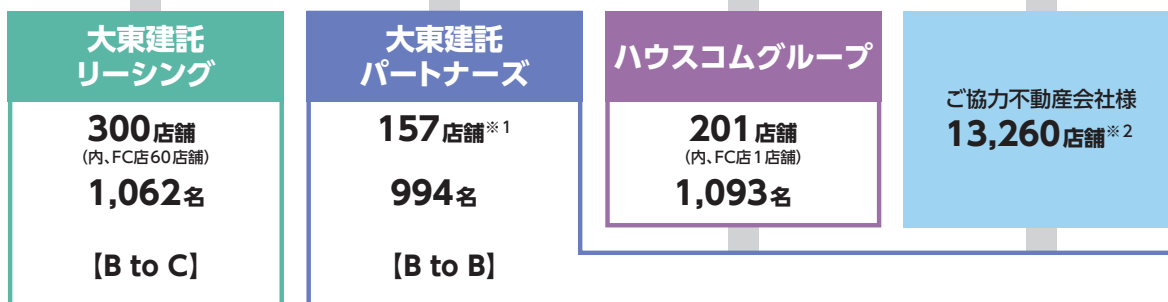 大東建託
リーシング
300店舗
(内、FC店60店舗)
1,062名
【B to C】
大東建託
パートナーズ
157店舗※1
994名
【B to B】
ハウスコムグループ
201店舗
(内、FC店1店舗)
1,093名
ご協力不動産会社様
13,260店舗※2